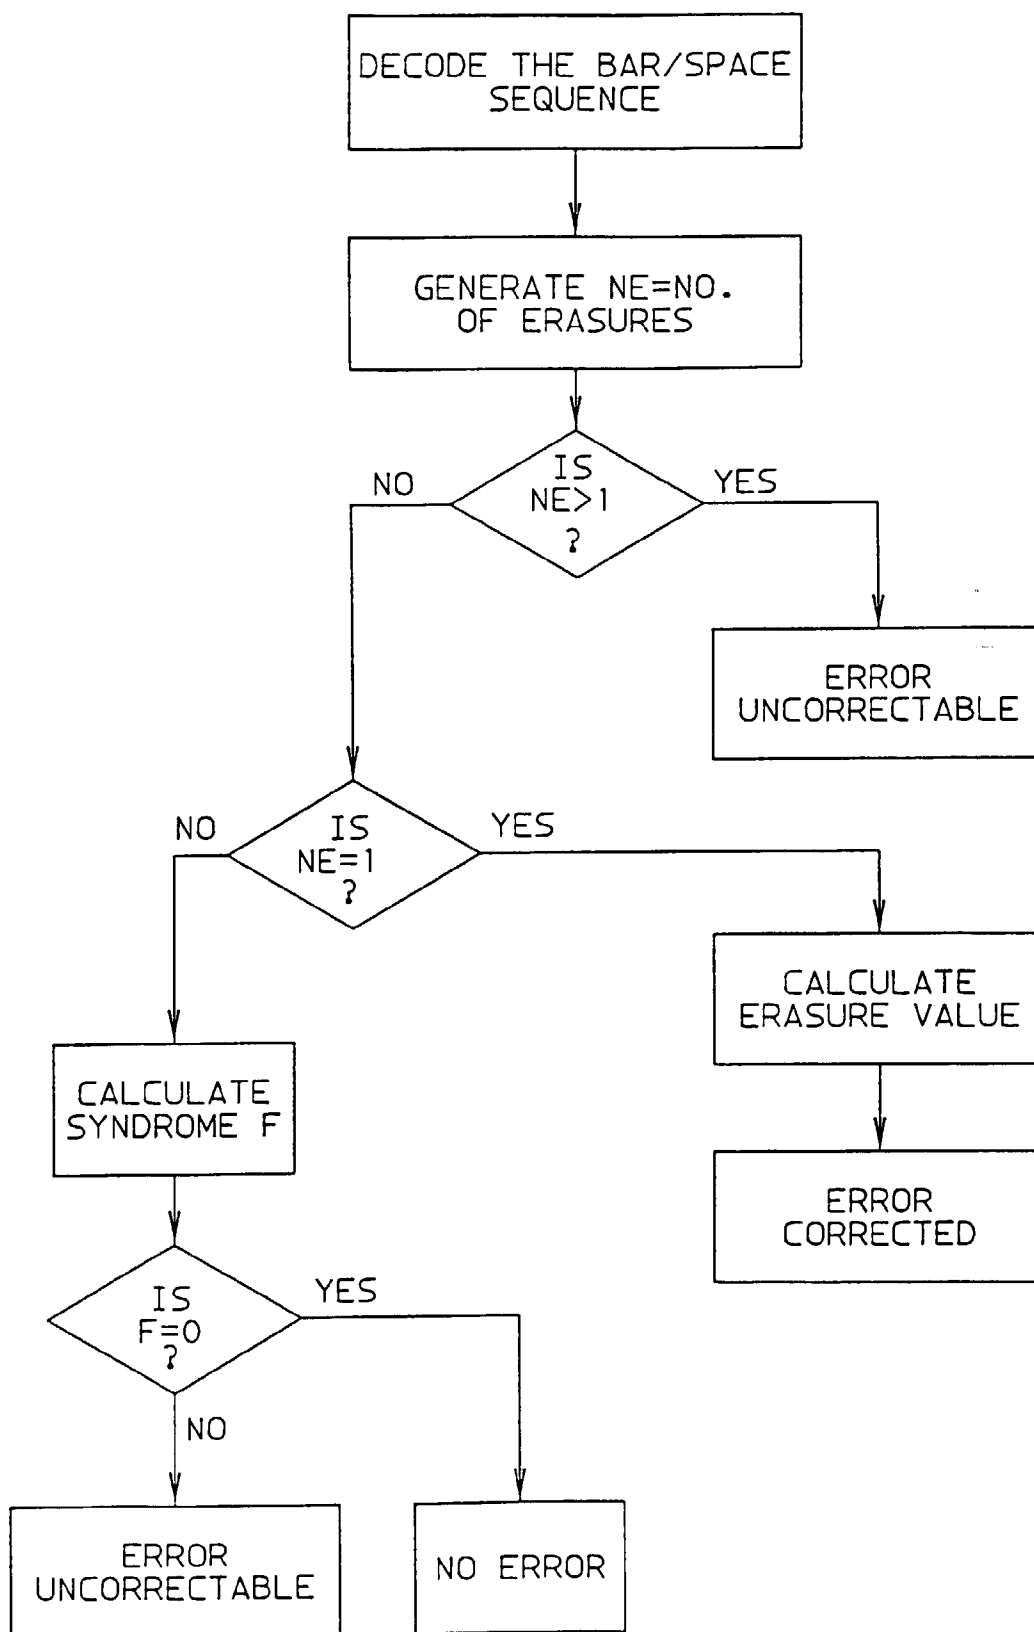 DECODE THE BAR/SPACE
SEQUENCE
GENERATE NE=NO.
OF ERASURES
IS
NE>1
?
NO
YES
ERROR
UNCORRECTABLE
IS
NE=1
?
NO
YES
CALCULATE
ERASURE VALUE
ERROR
CORRECTED
CALCULATE
SYNDROME F
IS
F=0
?
YES
NO
ERROR
UNCORRECTABLE
NO ERROR